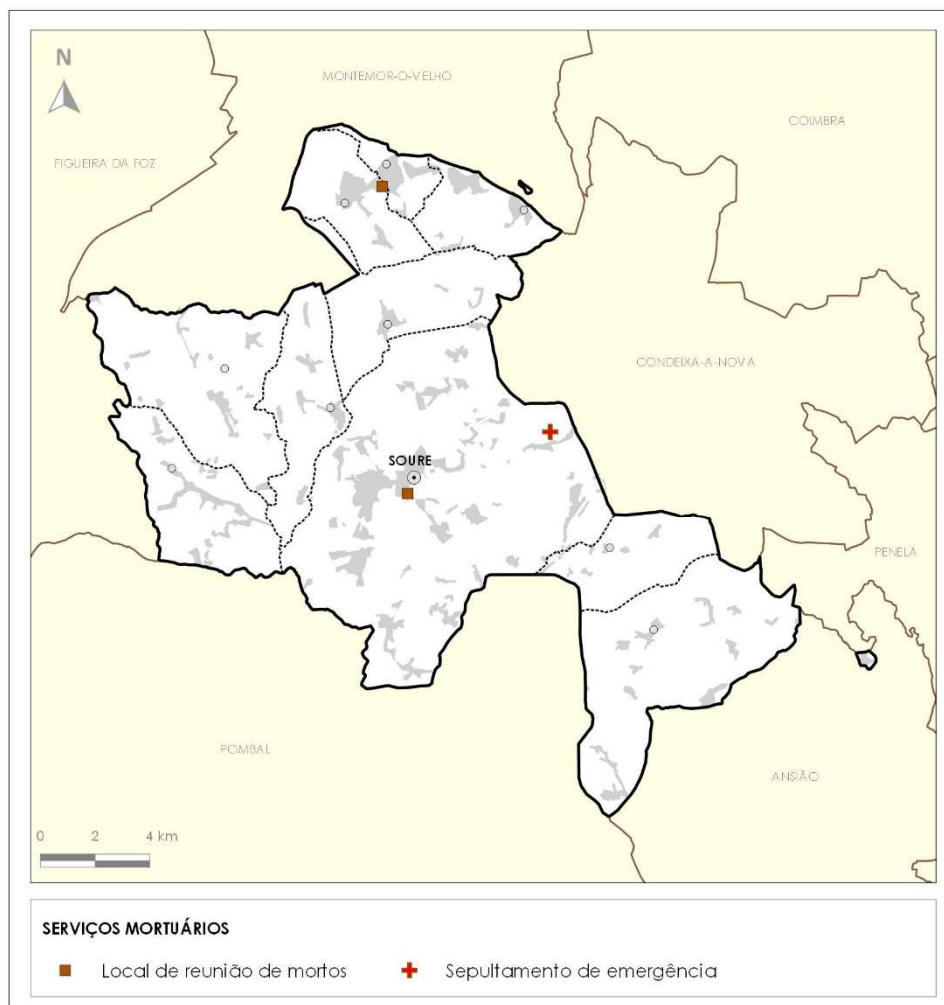 N
MONTEMOR-O-VELHO
COIMBRA
FIGUEIRA DA FOZ
CONDEIXA-A-NOVA
SOURE
PENELA
POMBAL
ANSIÃO
0 2 4 km
SERVIÇOS MORTUÁRIOS
Local de reunião de mortos Sepultamento de emergência